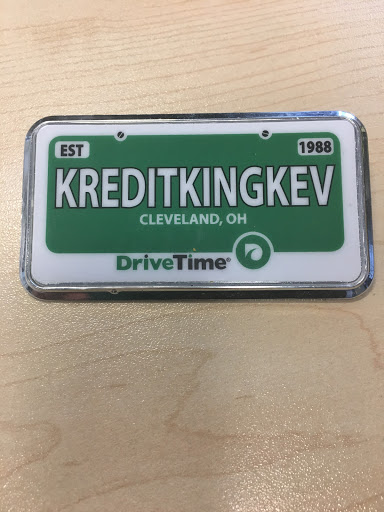 EST 1988
KREDITKINGKEV
CLEVELAND, OH
DriveTime®